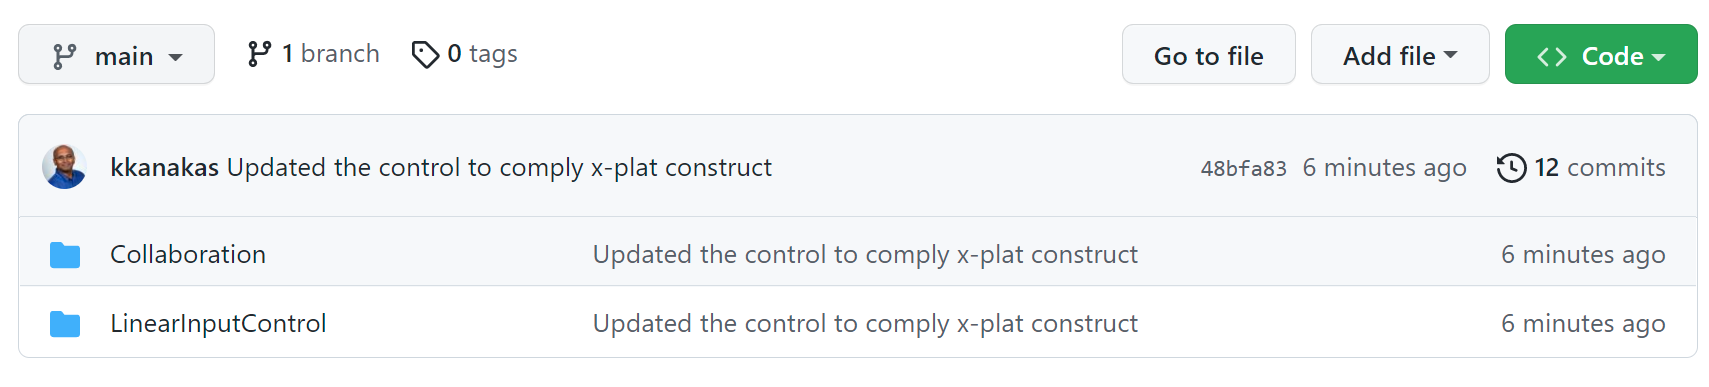 main 1 branch 0 tags Go to file Add file Code
kkanakas Updated the control to comply x-plat construct 48bfa83 6 minutes ago 12 commits
Collaboration Updated the control to comply x-plat construct 6 minutes ago
LinearInputControl Updated the control to comply x-plat construct 6 minutes ago